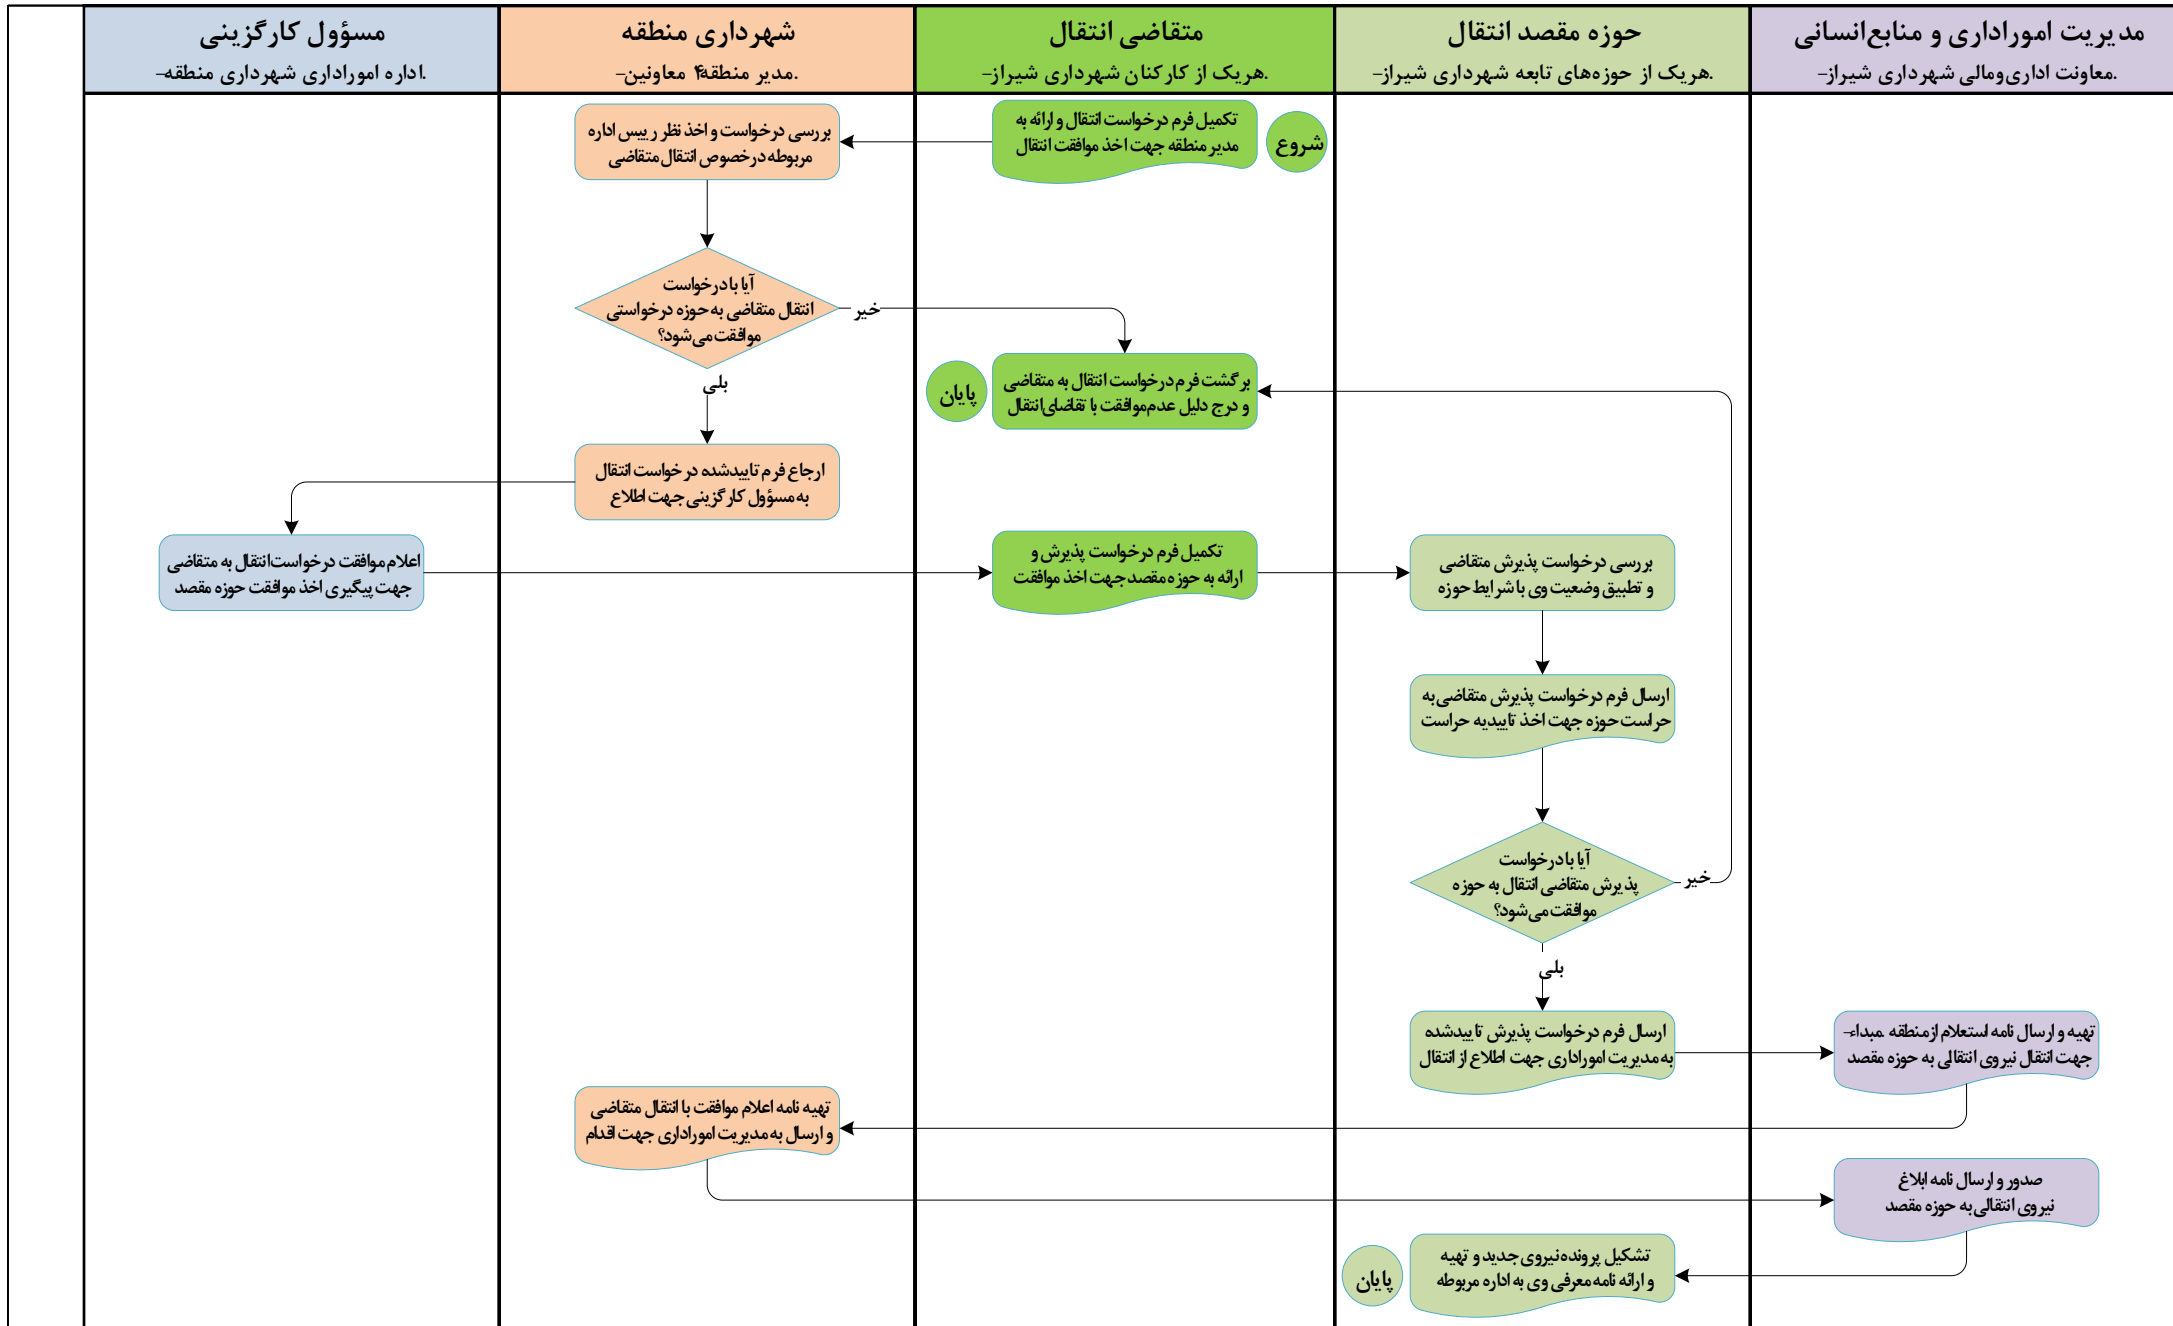 مدیریت اموراداری و منابع‌انسانی
.معاونت اداری‌ومالی شهرداری شیراز–
حوزه مقصد انتقال
.هریک از حوزه‌های تابعه شهرداری شیراز–
متقاضی انتقال
.هریک از کارکنان شهرداری شیراز–
شهرداری منطقه
.مدیر منطقه۴ معاونین–
مسؤول کارگزینی
.اداره اموراداری شهرداری منطقه–
شروع
تکمیل فرم درخواست انتقال و ارائه به
مدیر منطقه جهت اخذ موافقت انتقال
بررسی درخواست و اخذ نظر رییس اداره
مربوطه درخصوص انتقال متقاضی
آیا با درخواست
انتقال متقاضی به حوزه درخواستی
موافقت می‌شود؟
خیر
بلی
برگشت فرم درخواست انتقال به متقاضی
و درج دلیل عدم‌موافقت با تقاضای‌انتقال
پایان
ارجاع فرم تاییدشده درخواست انتقال
به مسؤول کارگزینی جهت اطلاع
اعلام موافقت درخواست‌انتقال به متقاضی
جهت پیگیری اخذ موافقت حوزه مقصد
تکمیل فرم درخواست پذیرش و
ارائه به حوزه مقصد جهت اخذ موافقت
بررسی درخواست پذیرش متقاضی
و تطبیق وضعیت وی با شرایط حوزه
ارسال فرم درخواست پذیرش متقاضی به
حراست حوزه جهت اخذ تاییدیه حراست
آیا با درخواست
پذیرش متقاضی انتقال به حوزه
موافقت می‌شود؟
خیر
بلی
ارسال فرم درخواست پذیرش تاییدشده
به مدیریت اموراداری جهت اطلاع از انتقال
تهیه و ارسال نامه استعلام ازمنطقه .مبداء–
جهت انتقال نیروی انتقالی به حوزه مقصد
تهیه نامه اعلام موافقت با انتقال متقاضی
و ارسال به مدیریت اموراداری جهت اقدام
صدور و ارسال نامه ابلاغ
نیروی انتقالی به حوزه مقصد
تشکیل پرونده نیروی جدید و تهیه
و ارائه نامه معرفی وی به اداره مربوطه
پایان